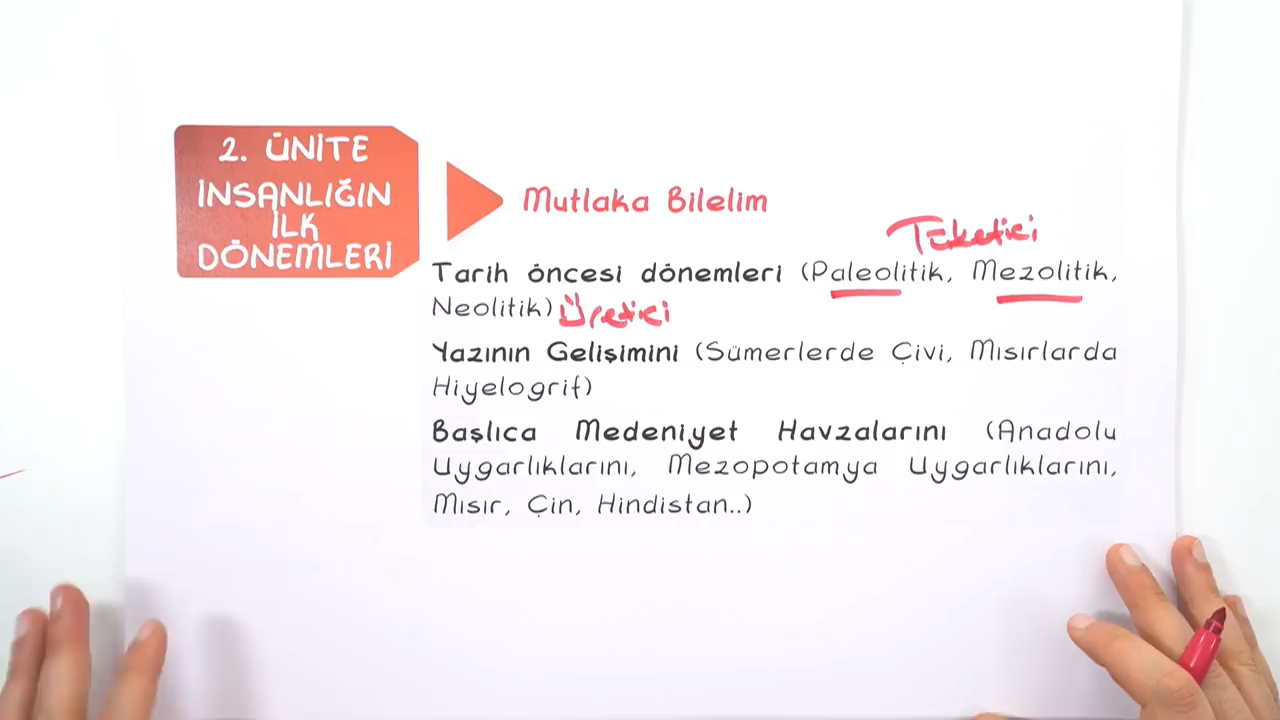 2. ÜNİTE
İNSANLIĞIN
İLK
DÖNEMLERİ
Mutlaka Bilelim
Tüketici
Tarih öncesi dönemleri (Paleolitik, Mezolitik,
Neolitik) Üretici
Yazının Gelişimini (Sümerlerde Çivi, Mısırlarda
Hiyelogrif)
Başlıca Medeniyet Havzalarını (Anadolu
Uygarlıklarını, Mezopotamya Uygarlıklarını,
Mısır, Çin, Hindistan..)